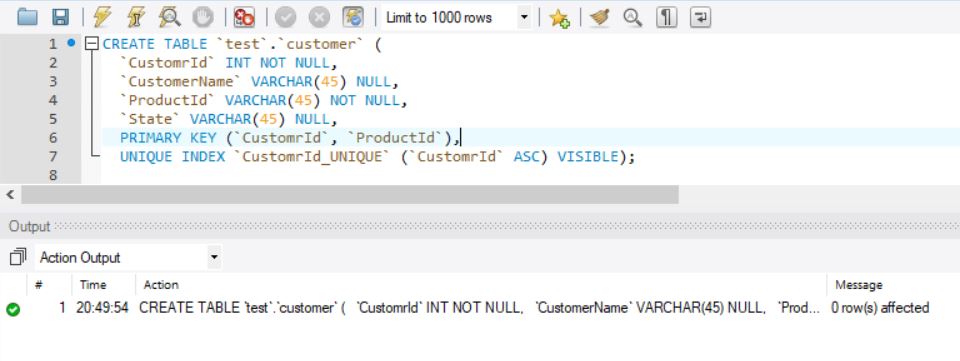 Limit to 1000 rows
1 CREATE TABLE `test`.`customer` (
2 `CustomrId` INT NOT NULL,
3 `CustomerName` VARCHAR(45) NULL,
4 `ProductId` VARCHAR(45) NOT NULL,
5 `State` VARCHAR(45) NULL,
6 PRIMARY KEY (`CustomrId`, `ProductId`),
7 UNIQUE INDEX `CustomrId_UNIQUE` (`CustomrId` ASC) VISIBLE);
8
Output
Action Output
# Time Action Message
1 20:49:54 CREATE TABLE `test`.`customer` ( `CustomrId` INT NOT NULL, `CustomerName` VARCHAR(45) NULL, `Prod... 0 row(s) affected